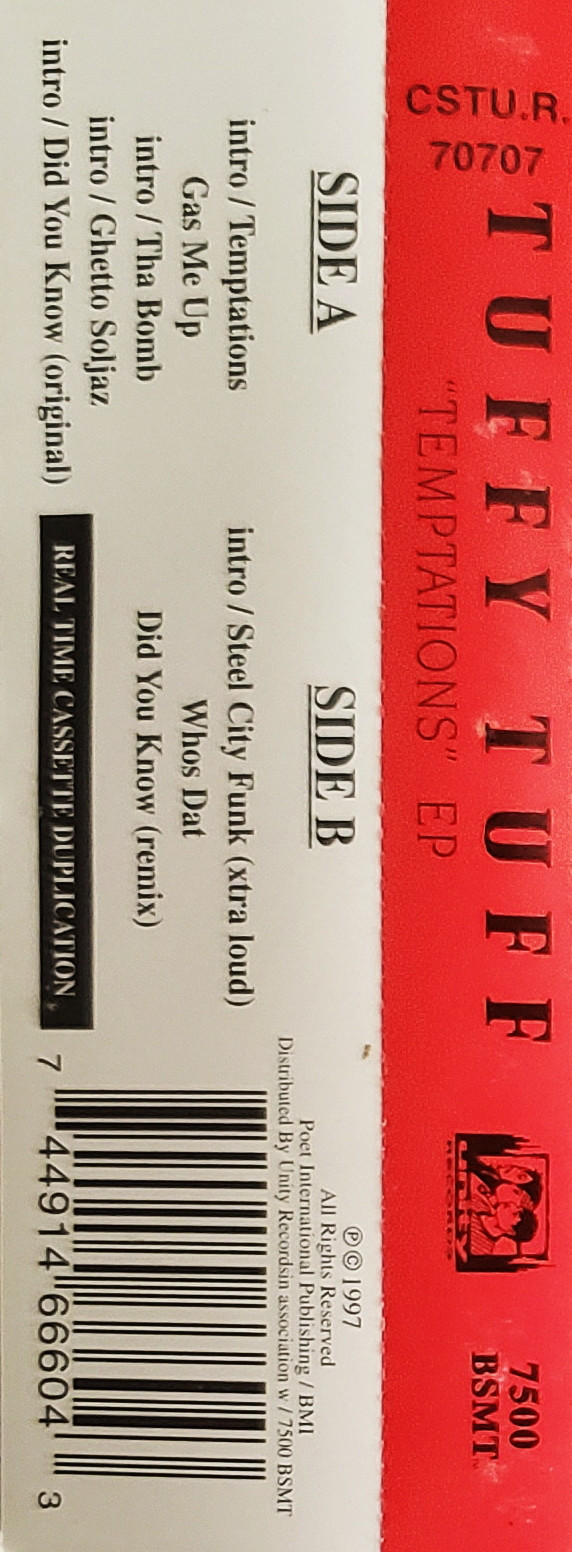 CSTU.R.
70707
TUFFY TUFF
"TEMPTATIONS" EP
RECORDS
7500
BSMT
SIDE A
intro / Temptations
Gas Me Up
intro / Tha Bomb
intro / Ghetto Soljaz
intro / Did You Know (original)
SIDE B
intro / Steel City Funk (xtra loud)
Whos Dat
Did You Know (remix)
REAL TIME CASSETTE DUPLICATION
℗ © 1997
All Rights Reserved
Poet International Publishing / BMI
Distributed By Unity Recordsin association w / 7500 BSMT
7 44914 66604 3